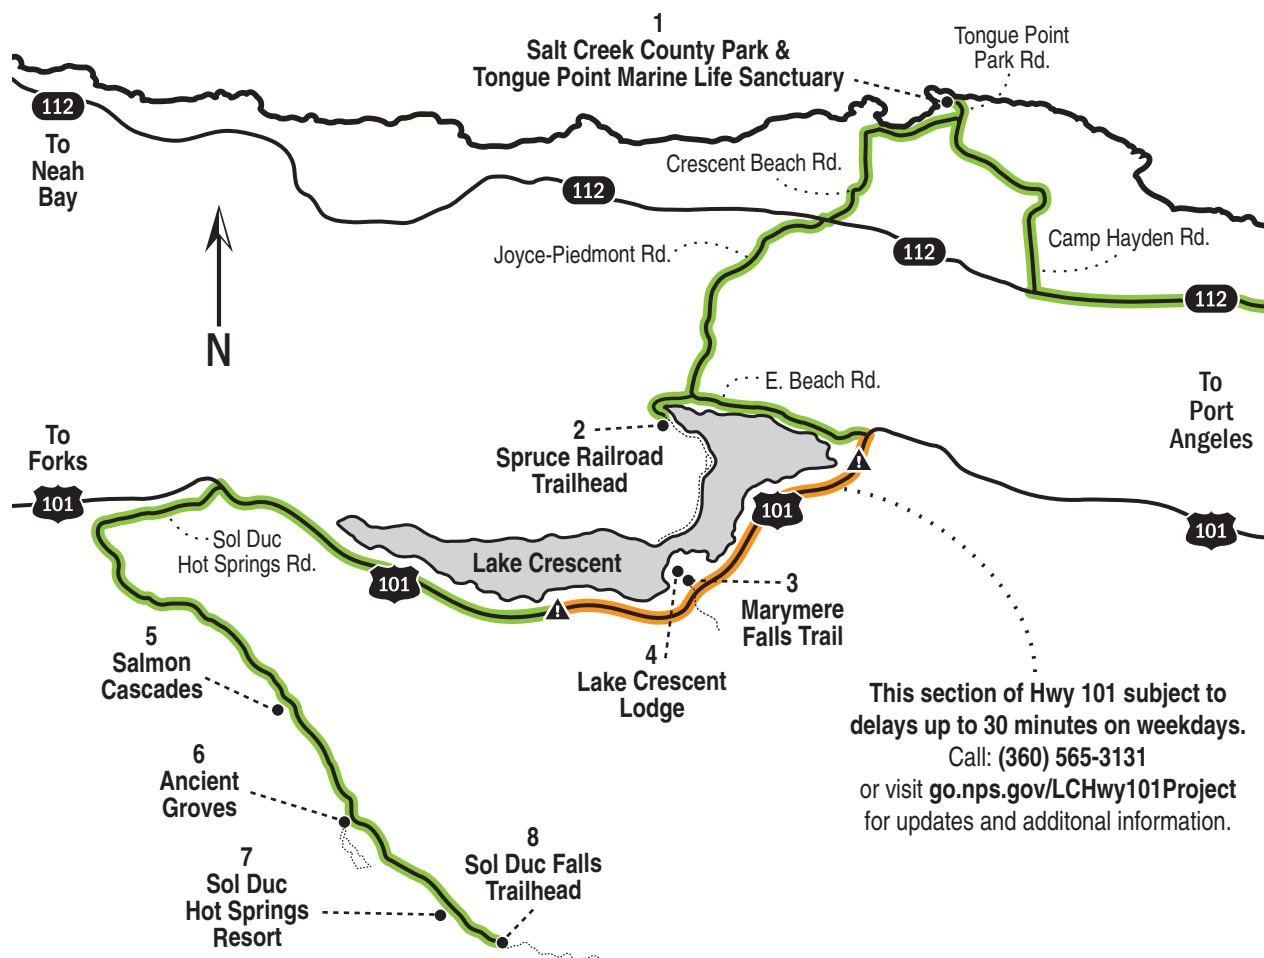 1
Salt Creek County Park &
Tongue Point Marine Life Sanctuary
Tongue Point
Park Rd.
112
To
Neah
Bay
Crescent Beach Rd.
112
Joyce-Piedmont Rd.
112
Camp Hayden Rd.
112
N
E. Beach Rd.
To
Port
Angeles
2
Spruce Railroad
Trailhead
To
Forks
101
!
101
101
Sol Duc
Hot Springs Rd.
Lake Crescent
101
!
3
Marymere
Falls Trail
4
Lake Crescent
Lodge
5
Salmon
Cascades
This section of Hwy 101 subject to
delays up to 30 minutes on weekdays.
Call: (360) 565-3131
or visit go.nps.gov/LCHwy101Project
for updates and additonal information.
6
Ancient
Groves
7
Sol Duc
Hot Springs
Resort
8
Sol Duc Falls
Trailhead